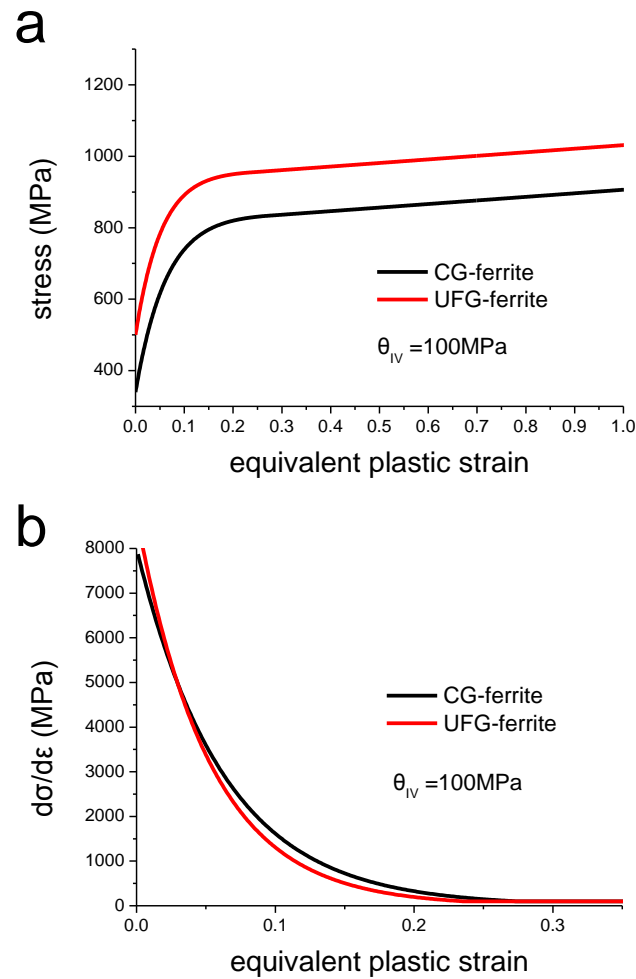 a
1200
1000
800
600
400
stress (MPa)
CG-ferrite
UFG-ferrite
θIV =100MPa
0.0 0.1 0.2 0.3 0.4 0.5 0.6 0.7 0.8 0.9 1.0
equivalent plastic strain
b
8000
7000
6000
5000
4000
3000
2000
1000
0
dσ/dε (MPa)
CG-ferrite
UFG-ferrite
θIV =100MPa
0.0 0.1 0.2 0.3
equivalent plastic strain